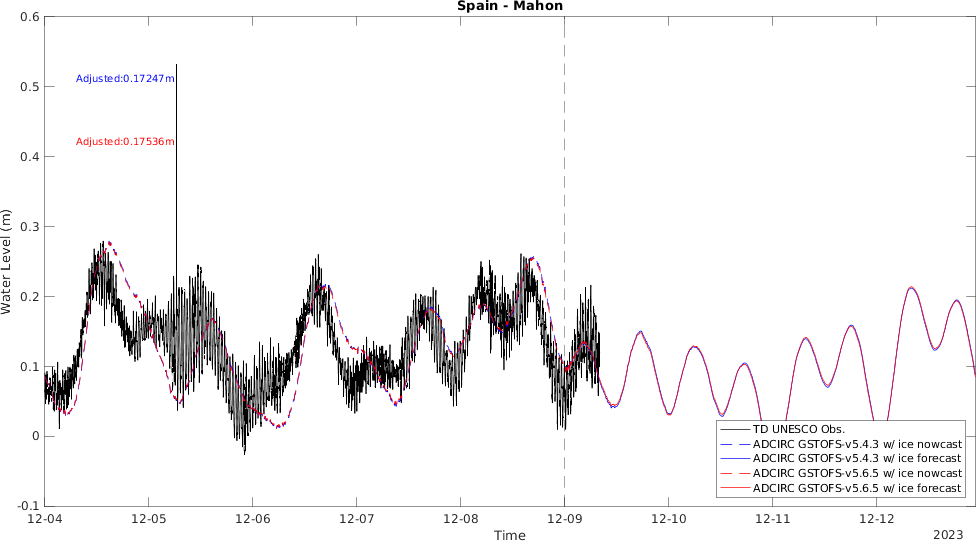 Spain - Mahon
0.6
0.5
0.4
0.3
0.2
0.1
0
-0.1
Water Level (m)
Adjusted:0.17247m
Adjusted:0.17536m
TD UNESCO Obs.
ADCIRC GSTOFS-v5.4.3 w/ ice nowcast
ADCIRC GSTOFS-v5.4.3 w/ ice forecast
ADCIRC GSTOFS-v5.6.5 w/ ice nowcast
ADCIRC GSTOFS-v5.6.5 w/ ice forecast
12-04 12-05 12-06 12-07 12-08 12-09 12-10 12-11 12-12
Time
2023